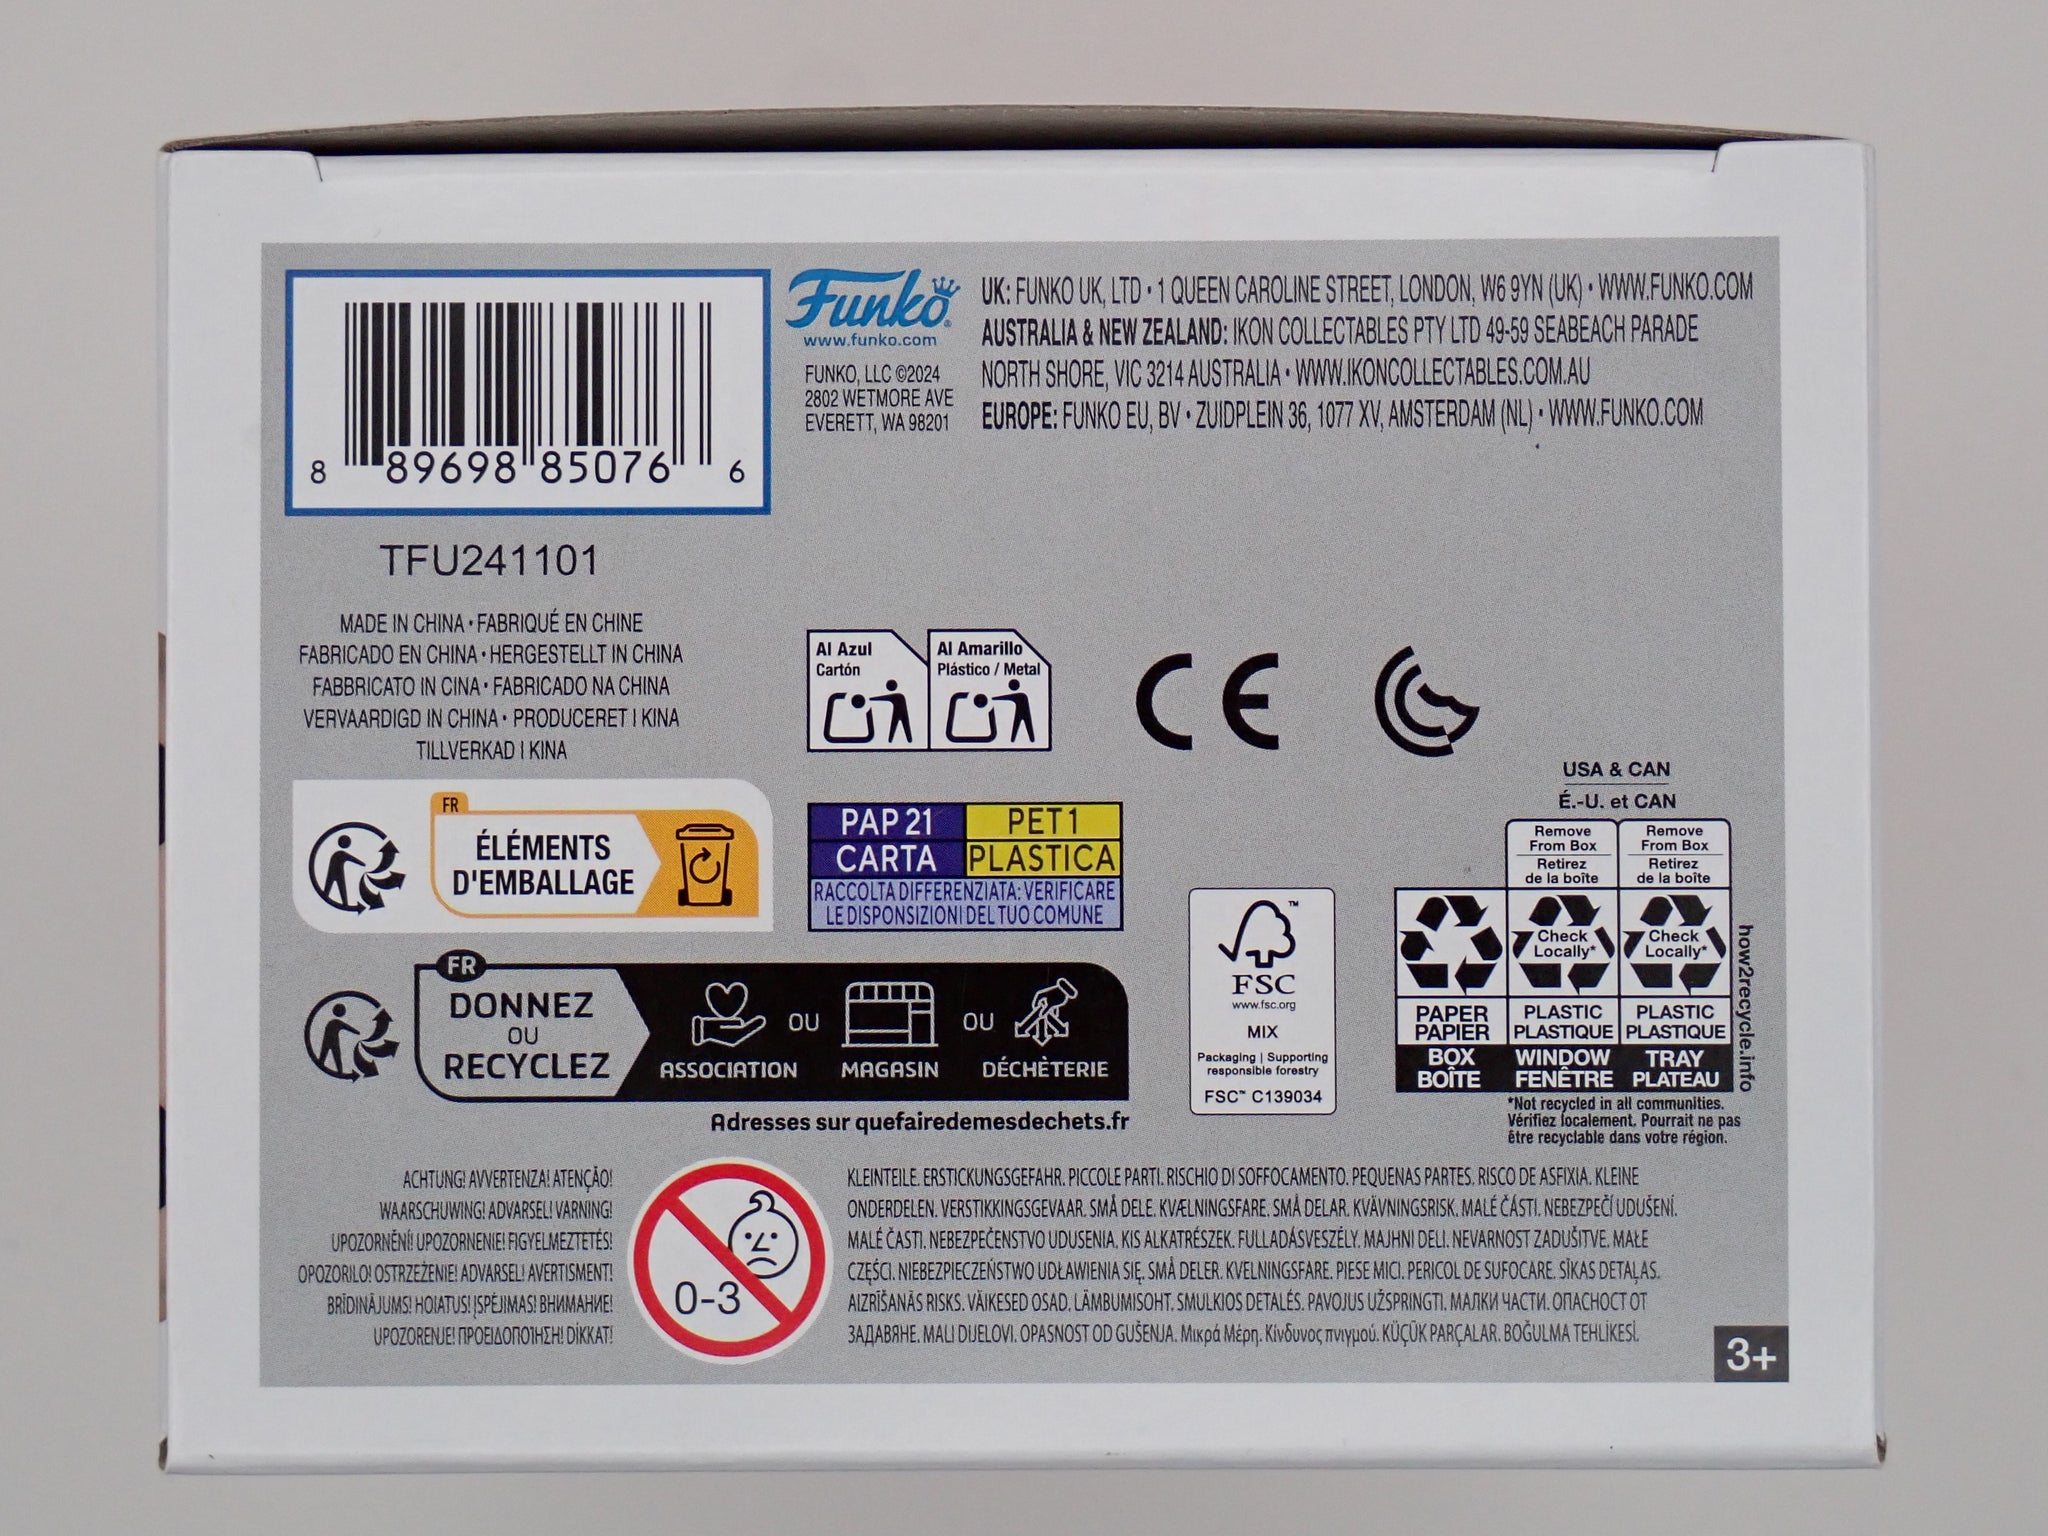 8 89698 85076 6
TFU241101
MADE IN CHINA • FABRIQUÉ EN CHINE
FABRICADO EN CHINA • HERGESTELLT IN CHINA
FABBRICATO IN CINA • FABRICADO NA CHINA
VERVAARDIGD IN CHINA • PRODUCERET I KINA
TILLVERKAD I KINA
Funko
www.funko.com
FUNKO, LLC ©2024
2802 WETMORE AVE
EVERETT, WA 98201
UK: FUNKO UK, LTD • 1 QUEEN CAROLINE STREET, LONDON, W6 9YN (UK) • WWW.FUNKO.COM
AUSTRALIA & NEW ZEALAND: IKON COLLECTABLES PTY LTD 49-59 SEABEACH PARADE
NORTH SHORE, VIC 3214 AUSTRALIA • WWW.IKONCOLLECTABLES.COM.AU
EUROPE: FUNKO EU, BV • ZUIDPLEIN 36, 1077 XV, AMSTERDAM (NL) • WWW.FUNKO.COM
Al Azul
Cartón
Al Amarillo
Plástico / Metal
CE
FR
ÉLÉMENTS
D'EMBALLAGE
PAP 21
CARTA
PET 1
PLASTICA
RACCOLTA DIFFERENZIATA: VERIFICARE
LE DISPONSIZIONI DEL TUO COMUNE
FR
DONNEZ
OU
RECYCLEZ
ASSOCIATION
OU
MAGASIN
OU
DÉCHÈTERIE
Adresses sur quefairedemesdechets.fr
FSC™
www.fsc.org
MIX
Packaging | Supporting
responsible forestry
FSC™ C139034
USA & CAN
É.-U. et CAN
Remove
From Box
Retirez
de la boîte
Remove
From Box
Retirez
de la boîte
Check
Locally*
Check
Locally*
PAPER
PAPIER
PLASTIC
PLASTIQUE
PLASTIC
PLASTIQUE
BOX
BOÎTE
WINDOW
FENÊTRE
TRAY
PLATEAU
how2recycle.info
*Not recycled in all communities.
Vérifiez localement. Pourrait ne pas
être recyclable dans votre région.
ACHTUNG! AVVERTENZA! ATENÇÃO!
WAARSCHUWING! ADVARSEL! VARNING!
UPOZORNĚNÍ! UPOZORNENIE! FIGYELMEZTETÉS!
OPOZORILO! OSTRZEŻENIE! ADVARSEL! AVERTISMENT!
BRĪDINĀJUMS! HOIATUS! ĮSPĖJIMAS! ВНИМАНИЕ!
UPOZORENJE! ΠΡΟΕΙΔΟΠΟΊΗΣΗ! DİKKAT!
0-3
KLEINTEILE. ERSTICKUNGSGEFAHR. PICCOLE PARTI. RISCHIO DI SOFFOCAMENTO. PEQUENAS PARTES. RISCO DE ASFIXIA. KLEINE
ONDERDELEN. VERSTIKKINGSGEVAAR. SMÅ DELE. KVÆLNINGSFARE. SMÅ DELAR. KVÄVNINGSRISK. MALÉ ČÁSTI. NEBEZPEČÍ UDUŠENÍ.
MALÉ ČASTI. NEBEZPEČENSTVO UDUSENIA. KIS ALKATRÉSZEK. FULLADÁSVESZÉLY. MAJHNI DELI. NEVARNOST ZADUŠITVE. MAŁE
CZĘŚCI. NIEBEZPIECZEŃSTWO UDŁAWIENIA SIĘ. SMÅ DELER. KVELNINGSFARE. PIESE MICI. PERICOL DE SUFOCARE. SĪKAS DETAĻAS.
AIZRĪŠANĀS RISKS. VÄIKESED OSAD. LÄMBUMISOHT. SMULKIOS DETALĖS. PAVOJUS UŽSPRINGTI. МАЛКИ ЧАСТИ. ОПАСНОСТ ОТ
ЗАДАВЯНЕ. MALI DIJELOVI. OPASNOST OD GUŠENJA. Μικρά Μέρη. Κίνδυνος πνιγμού. KÜÇÜK PARÇALAR. BOĞULMA TEHLİKESİ.
3+